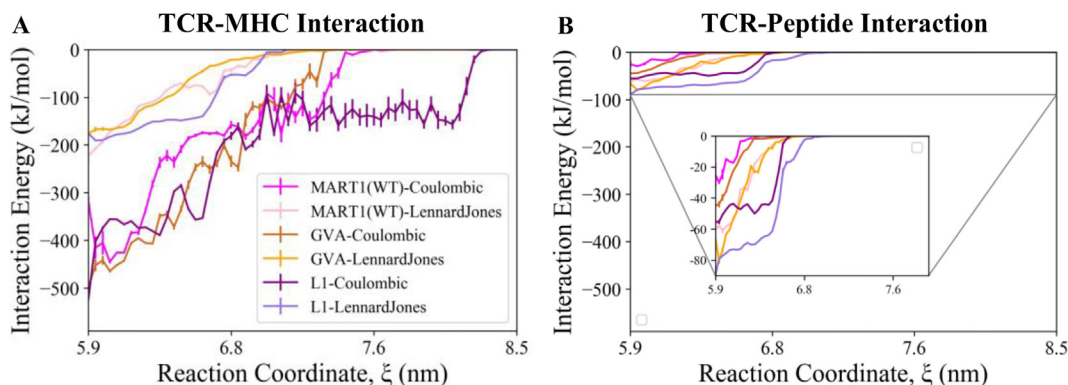 A
TCR-MHC Interaction
0
−100
−200
−300
−400
−500
Interaction Energy (kJ/mol)
MART1(WT)-Coulombic
MART1(WT)-LennardJones
GVA-Coulombic
GVA-LennardJones
L1-Coulombic
L1-LennardJones
5.9 6.8 7.6 8.5
Reaction Coordinate, ξ (nm)
B
TCR-Peptide Interaction
0
−100
−200
−300
−400
−500
Interaction Energy (kJ/mol)
0
−20
−40
−60
−80
5.9 6.8 7.6
5.9 6.8 7.6 8.5
Reaction Coordinate, ξ (nm)